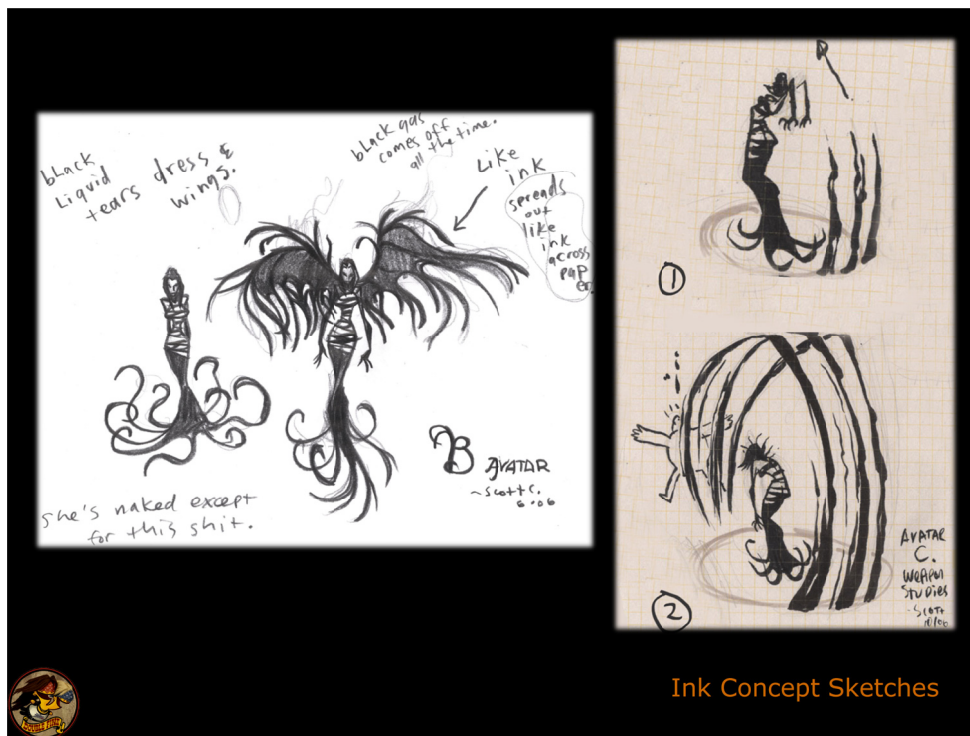 black
Liquid
tears dress &
wings.
black gas
comes off
all the time.
Like
ink
spreads
out
like
ink
across
pap
er
B AVATAR
~Scott C.
6·06
she's naked except
for this shit.
1
2
AVATAR
C.
WEAPON
STUDIES
-SCOTT
Ink Concept Sketches